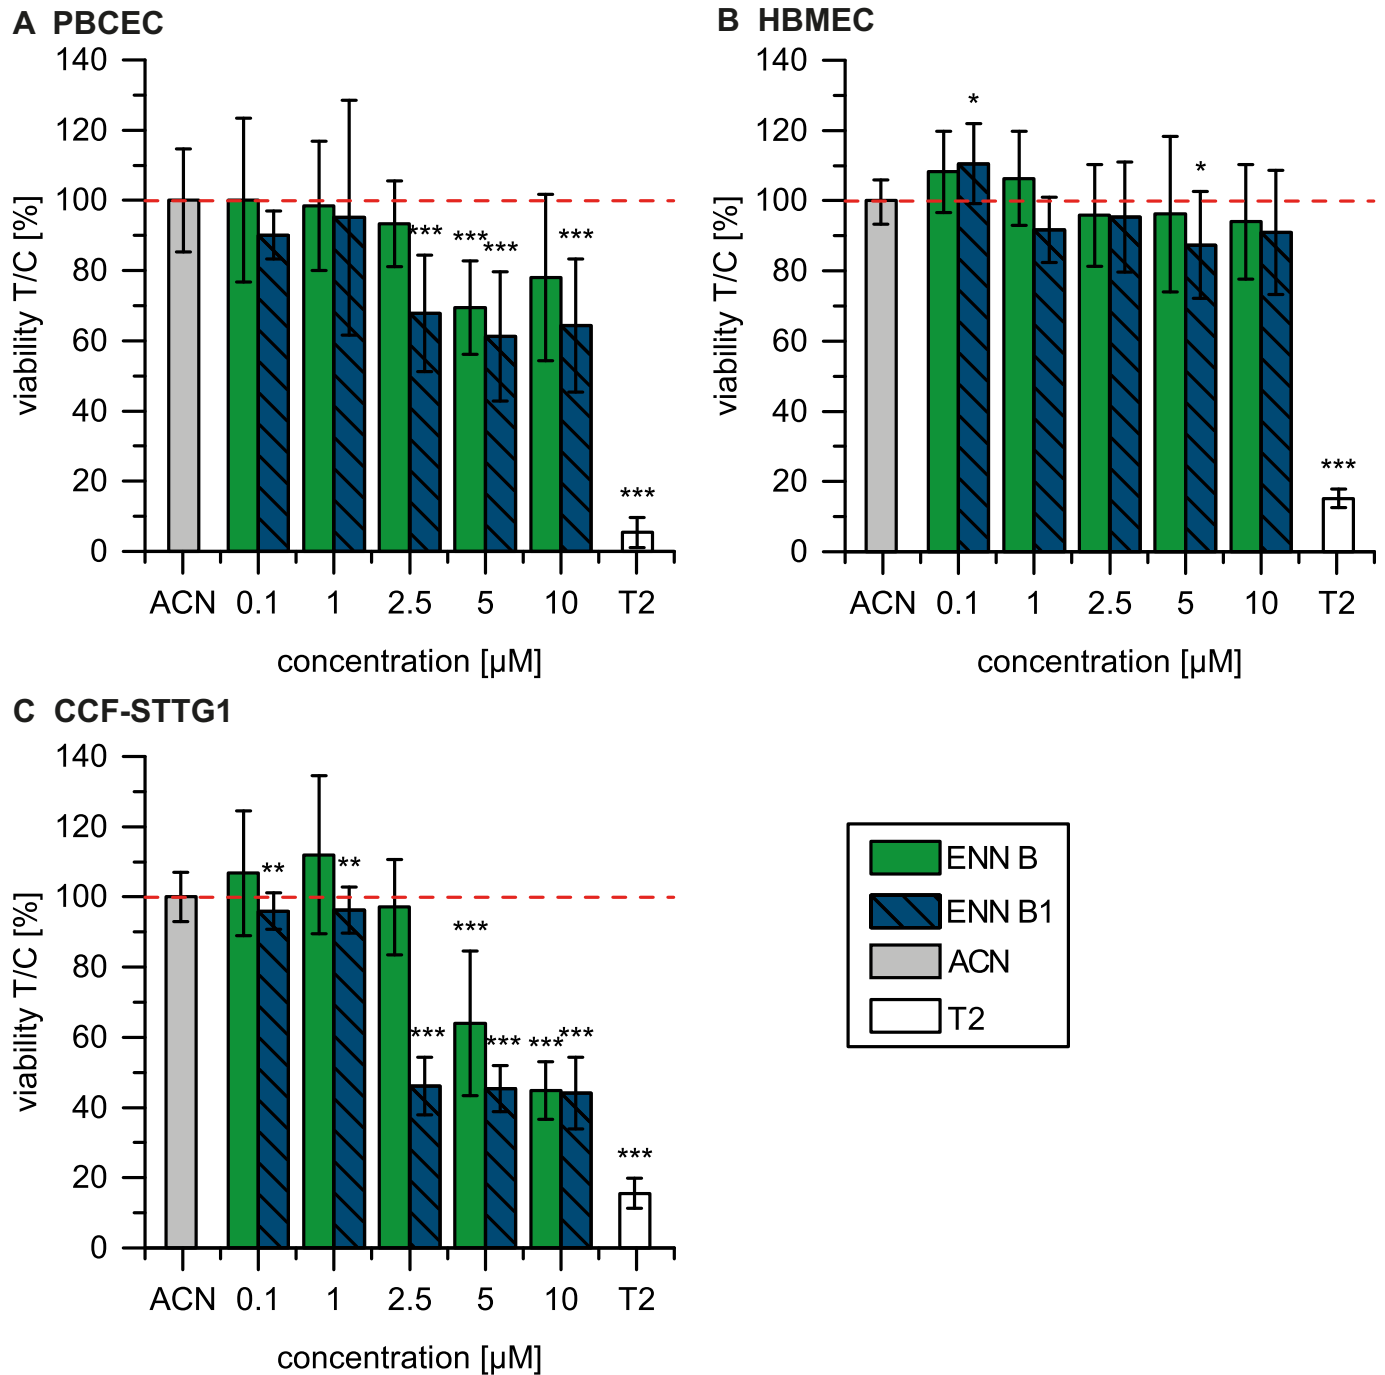 A PBCEC
140
120
100
80
60
40
20
0
viability T/C [%]
***
***
***
***
***
ACN 0.1 1 2.5 5 10 T2
concentration [µM]
B HBMEC
140
120
100
80
60
40
20
0
viability T/C [%]
*
*
***
ACN 0.1 1 2.5 5 10 T2
concentration [µM]
C CCF-STTG1
140
120
100
80
60
40
20
0
viability T/C [%]
**
**
***
***
***
***
***
***
ACN 0.1 1 2.5 5 10 T2
concentration [µM]
ENN B
ENN B1
ACN
T2